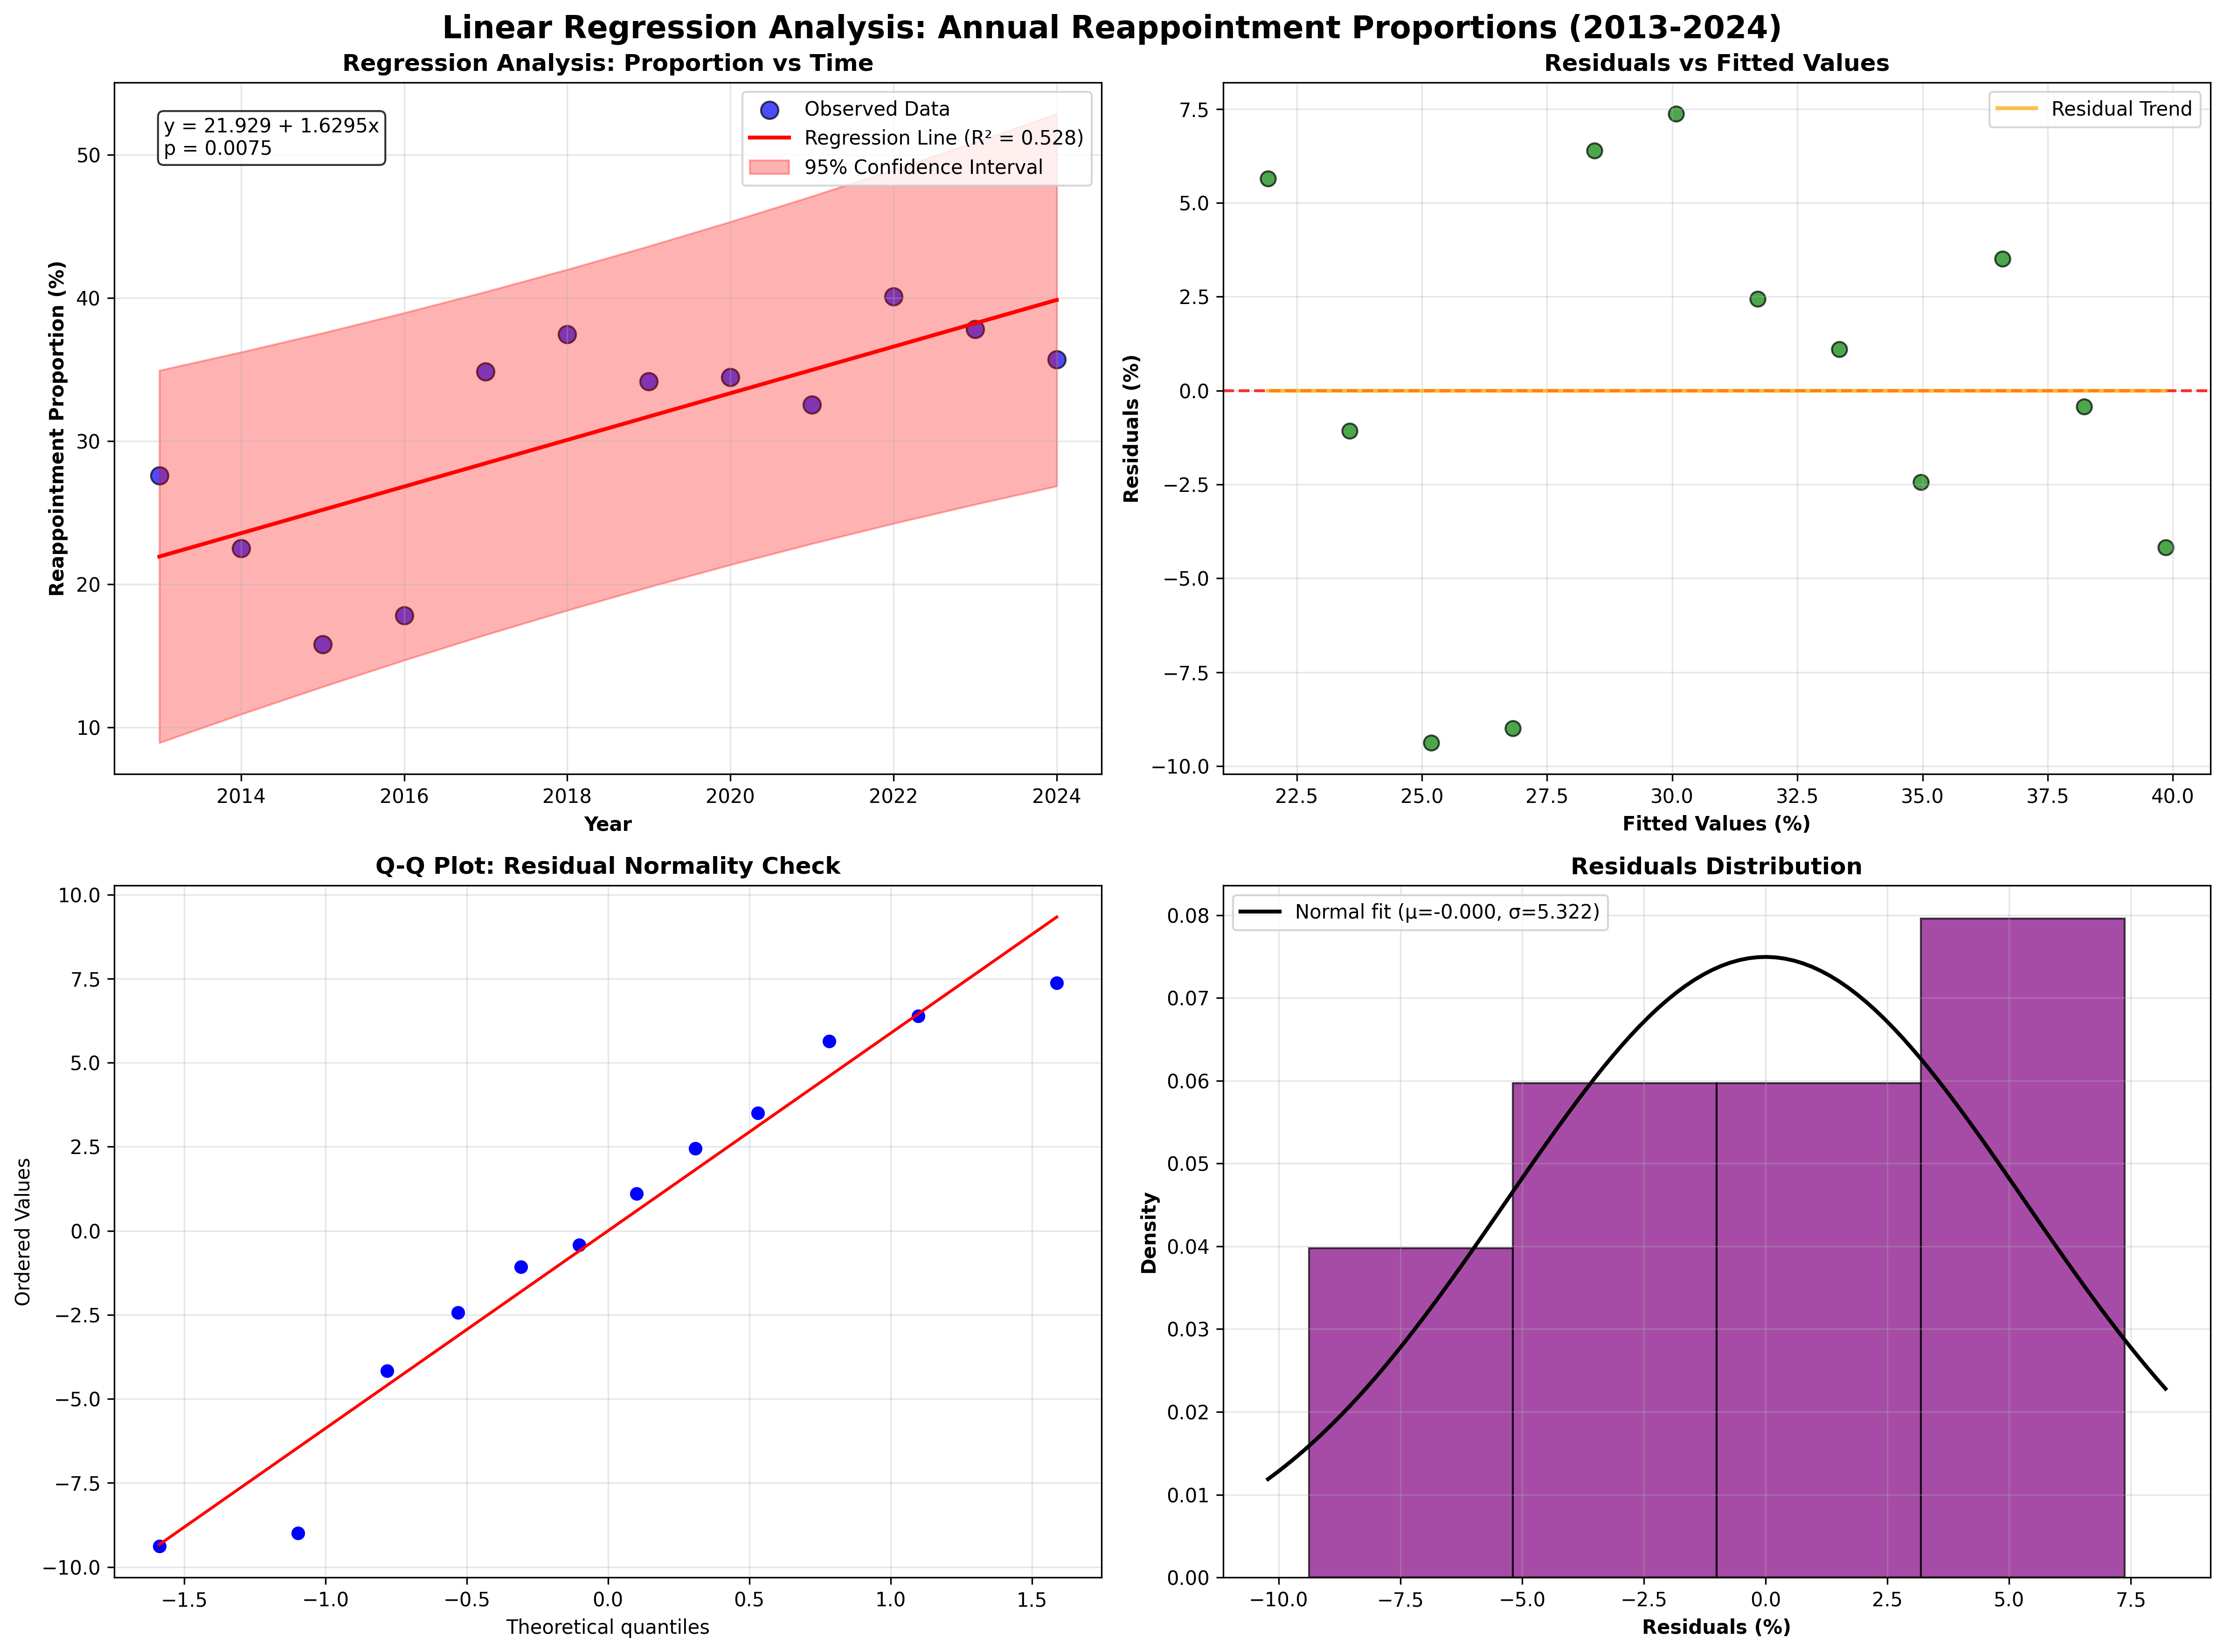 Linear Regression Analysis: Annual Reappointment Proportions (2013-2024)
Regression Analysis: Proportion vs Time
y = 21.929 + 1.6295x
p = 0.0075
Observed Data
Regression Line (R² = 0.528)
95% Confidence Interval
50
40
30
20
10
Reappointment Proportion (%)
2014 2016 2018 2020 2022 2024
Year
Residuals vs Fitted Values
Residual Trend
7.5
5.0
2.5
0.0
−2.5
−5.0
−7.5
−10.0
Residuals (%)
22.5 25.0 27.5 30.0 32.5 35.0 37.5 40.0
Fitted Values (%)
Q-Q Plot: Residual Normality Check
10.0
7.5
5.0
2.5
0.0
−2.5
−5.0
−7.5
−10.0
Ordered Values
−1.5 −1.0 −0.5 0.0 0.5 1.0 1.5
Theoretical quantiles
Residuals Distribution
Normal fit (μ=-0.000, σ=5.322)
0.08
0.07
0.06
0.05
0.04
0.03
0.02
0.01
0.00
Density
−10.0 −7.5 −5.0 −2.5 0.0 2.5 5.0 7.5
Residuals (%)